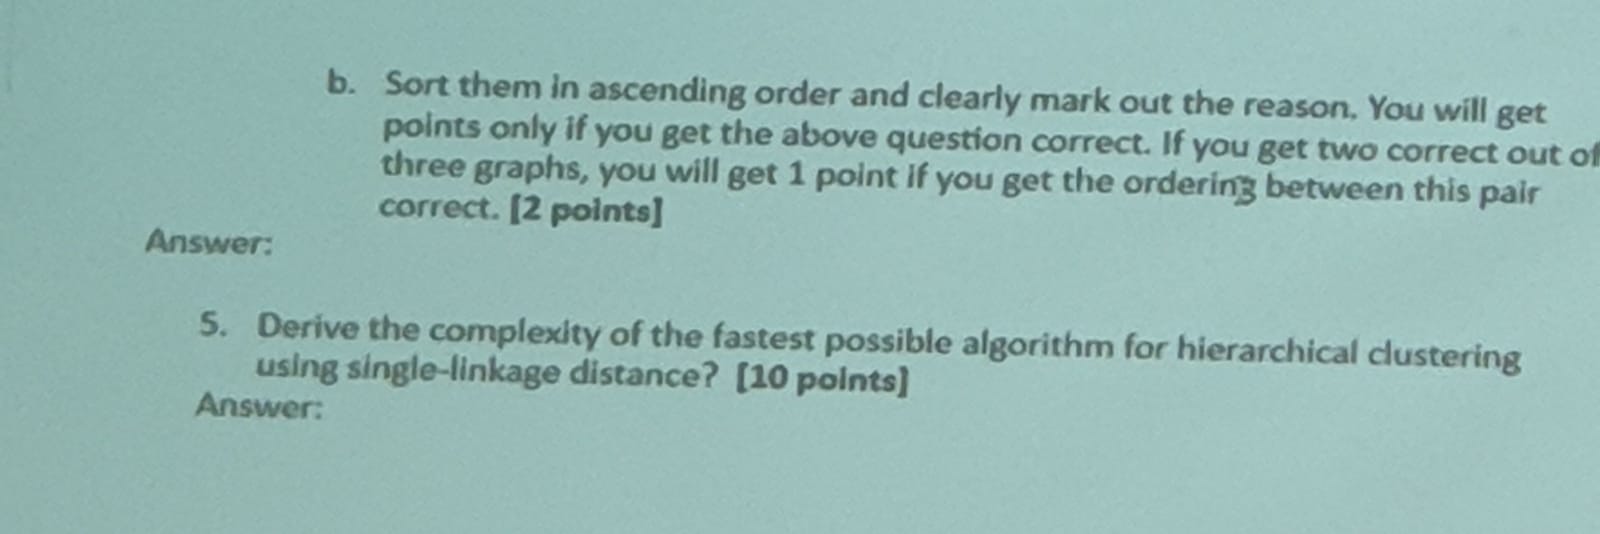 b. Sort them in ascending order and clearly mark out the reason. You will get
points only if you get the above question correct. If you get two correct out of
three graphs, you will get 1 point if you get the ordering between this pair
correct. [2 points]
Answer:
5. Derive the complexity of the fastest possible algorithm for hierarchical clustering
using single-linkage distance? [10 points]
Answer: